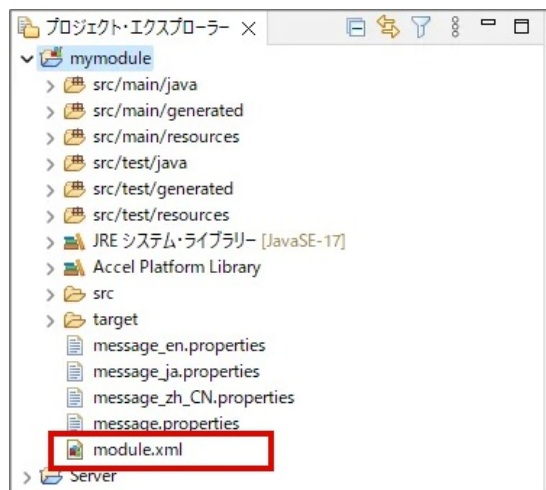 プロジェクト・エクスプローラー
mymodule
src/main/java
src/main/generated
src/main/resources
src/test/java
src/test/generated
src/test/resources
JRE システム・ライブラリー [JavaSE-17]
Accel Platform Library
src
target
message_en.properties
message_ja.properties
message_zh_CN.properties
message.properties
module.xml
Server